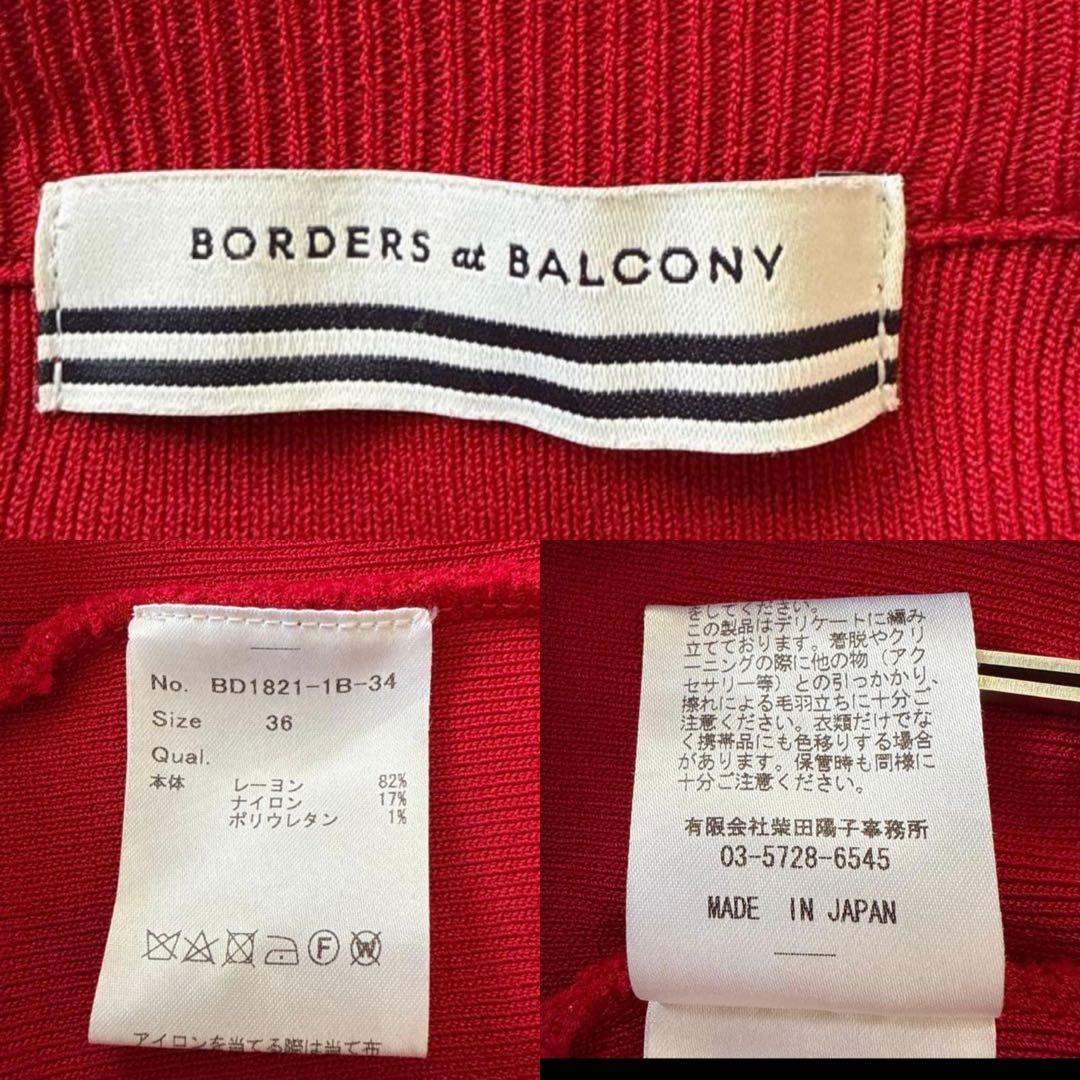 BORDERS at BALCONY
No. BD1821-1B-34
Size 36
Qual.
本体 レーヨン 82%
ナイロン 17%
ポリウレタン 1%
F W
アイロンを当てる際は当て布
をしてください。
この製品はデリケートに編み
立てております。着脱やクリ
ーニングの際に他の物（アク
セサリー等）との引っかかり、
擦れによる毛羽立ちに十分ご
注意ください。衣類だけでな
く携帯品にも色移りする場合
があります。保管時も同様に
十分ご注意ください。
有限会社柴田陽子事務所
03-5728-6545
MADE IN JAPAN